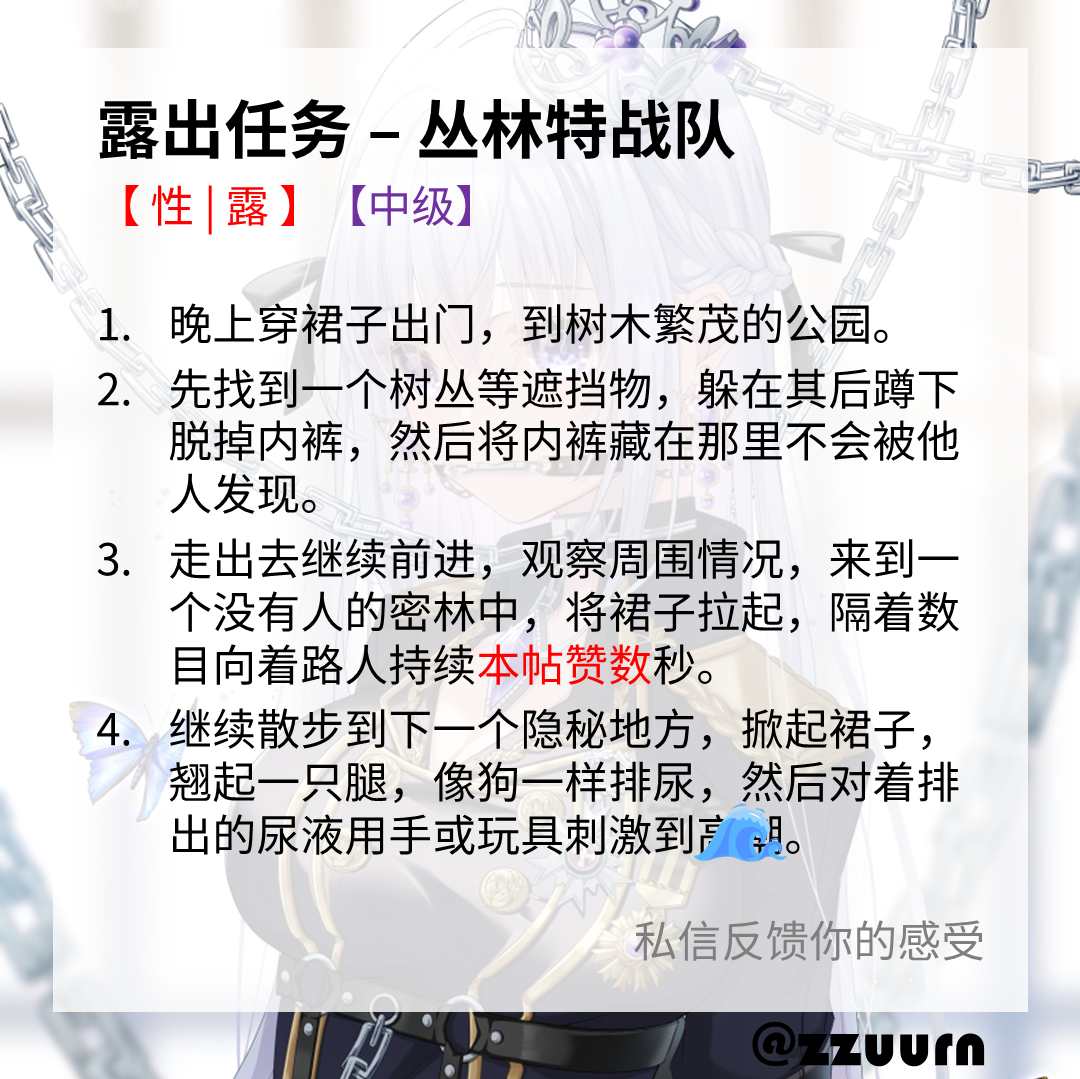 露出任务 – 丛林特战队
【 性 | 露 】 【中级】
1. 晚上穿裙子出门，到树木繁茂的公园。
2. 先找到一个树丛等遮挡物，躲在其后蹲下
脱掉内裤，然后将内裤藏在那里不会被他
人发现。
3. 走出去继续前进，观察周围情况，来到一
个没有人的密林中，将裙子拉起，隔着数
目向着路人持续本帖赞数秒。
4. 继续散步到下一个隐秘地方，掀起裙子，
翘起一只腿，像狗一样排尿，然后对着排
出的尿液用手或玩具刺激到高潮。
私信反馈你的感受
@zzuurn